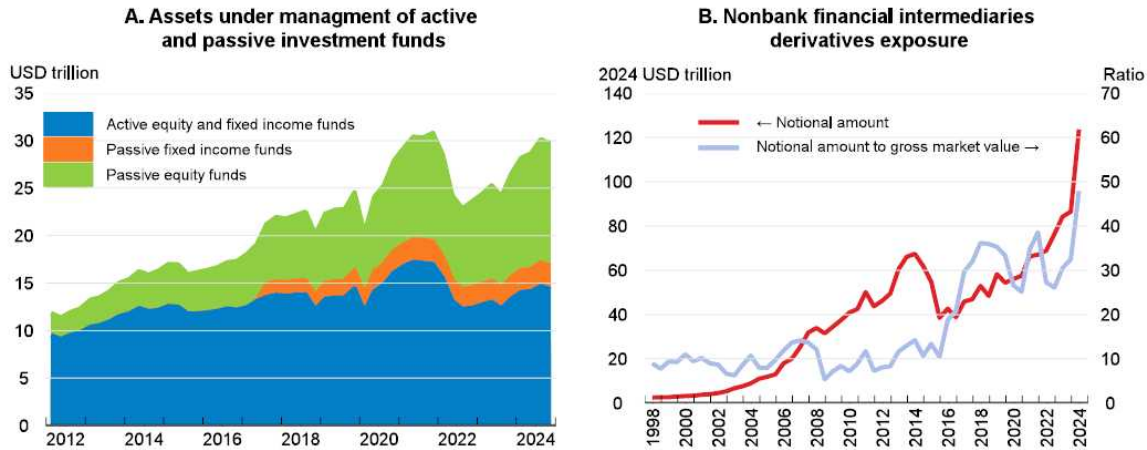 A. Assets under managment of active
and passive investment funds
USD trillion
35
30
25
20
15
10
5
0
Active equity and fixed income funds
Passive fixed income funds
Passive equity funds
2012 2014 2016 2018 2020 2022 2024
B. Nonbank financial intermediaries
derivatives exposure
2024 USD trillion Ratio
140 70
120 60
100 50
80 40
60 30
40 20
20 10
0 0
← Notional amount
Notional amount to gross market value →
1998 2000 2002 2004 2006 2008 2010 2012 2014 2016 2018 2020 2022 2024